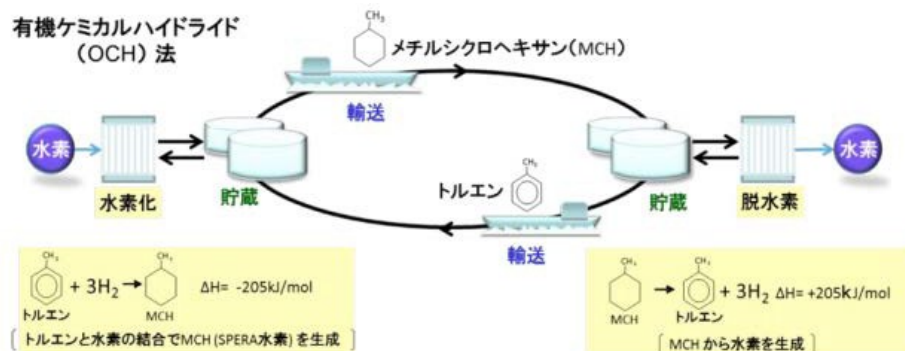 有機ケミカルハイドライド
(OCH) 法
CH3
メチルシクロヘキサン(MCH)
輸送
水素
水素化
貯蔵
CH3
トルエン
輸送
貯蔵
脱水素
水素
CH3
CH3
+ 3H2 → ΔH= -205kJ/mol
トルエン
MCH
トルエンと水素の結合でMCH (SPERA水素) を生成
CH3
CH3
→ + 3H2 ΔH= +205kJ/mol
MCH
トルエン
MCH から水素を生成